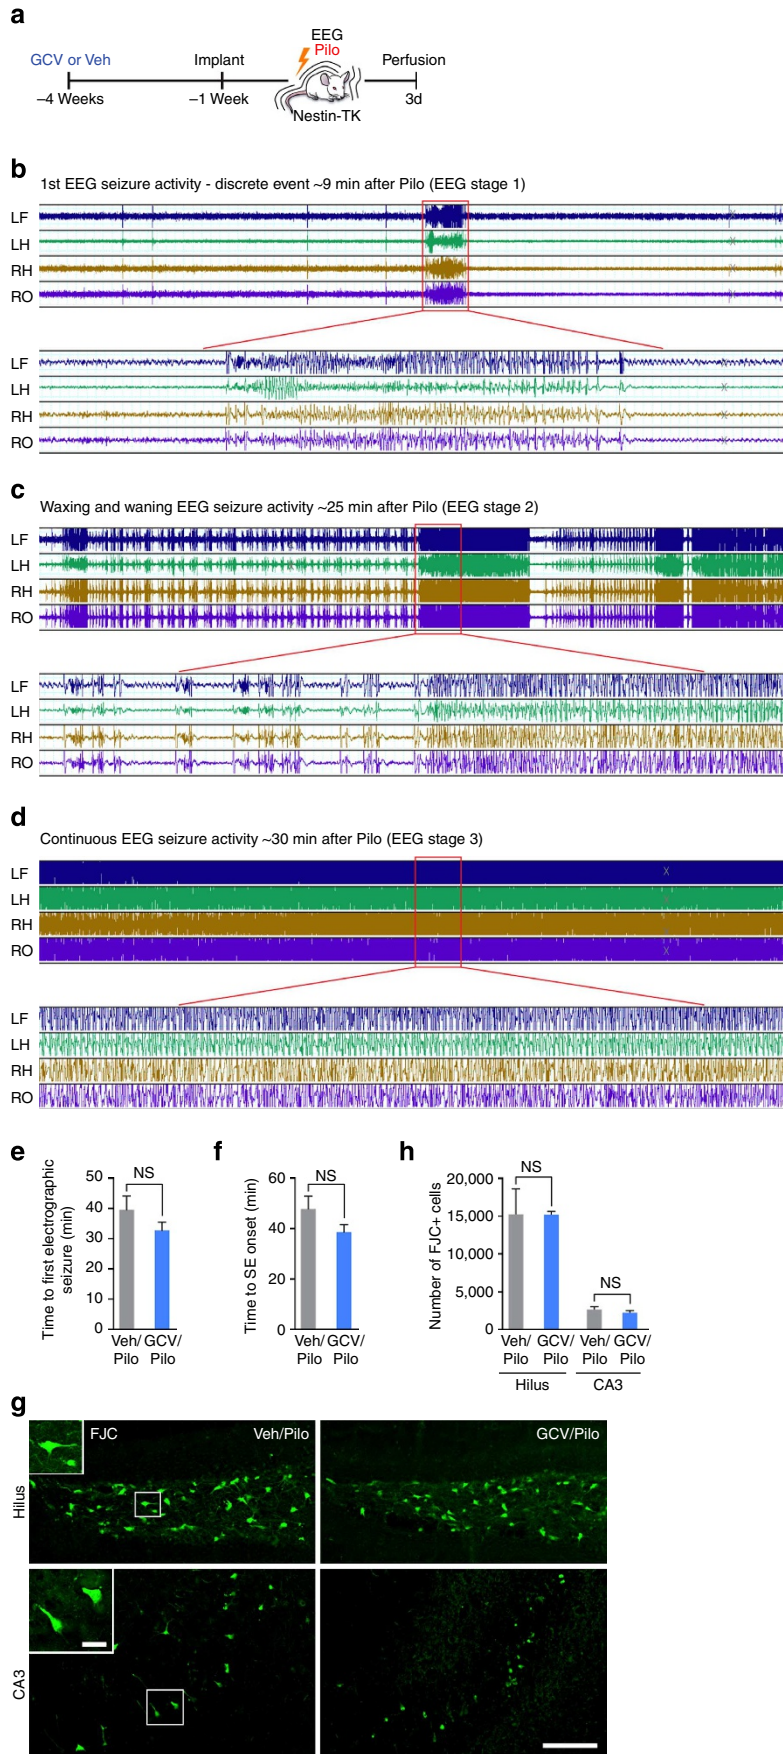 a
EEG
Pilo
GCV or Veh
Implant
Perfusion
–4 Weeks
–1 Week
Nestin-TK
3d
b
1st EEG seizure activity - discrete event ~9 min after Pilo (EEG stage 1)
LF
LH
RH
RO
LF
LH
RH
RO
c
Waxing and waning EEG seizure activity ~25 min after Pilo (EEG stage 2)
LF
LH
RH
RO
LF
LH
RH
RO
d
Continuous EEG seizure activity ~30 min after Pilo (EEG stage 3)
LF
LH
RH
RO
LF
LH
RH
RO
e
Time to first electrographic
seizure (min)
50
40
30
20
10
0
NS
Veh/
Pilo
GCV/
Pilo
f
Time to SE onset (min)
60
40
20
0
NS
Veh/
Pilo
GCV/
Pilo
h
Number of FJC+ cells
20,000
15,000
10,000
5,000
0
NS
NS
Veh/
Pilo
GCV/
Pilo
Veh/
Pilo
GCV/
Pilo
Hilus
CA3
g
FJC
Veh/Pilo
GCV/Pilo
Hilus
CA3